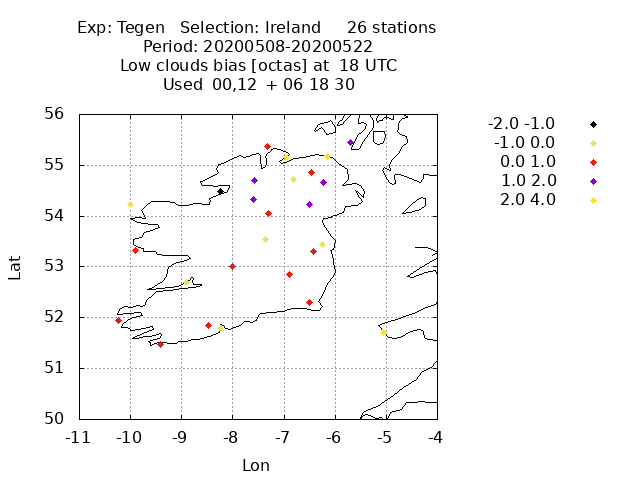 Exp: Tegen   Selection: Ireland     26 stations
Period: 20200508-20200522
Low clouds bias [octas] at  18 UTC
Used  00,12  + 06 18 30
-2.0 -1.0
-1.0 0.0
0.0 1.0
1.0 2.0
2.0 4.0
56
55
54
53
52
51
50
Lat
-11 -10 -9 -8 -7 -6 -5 -4
Lon